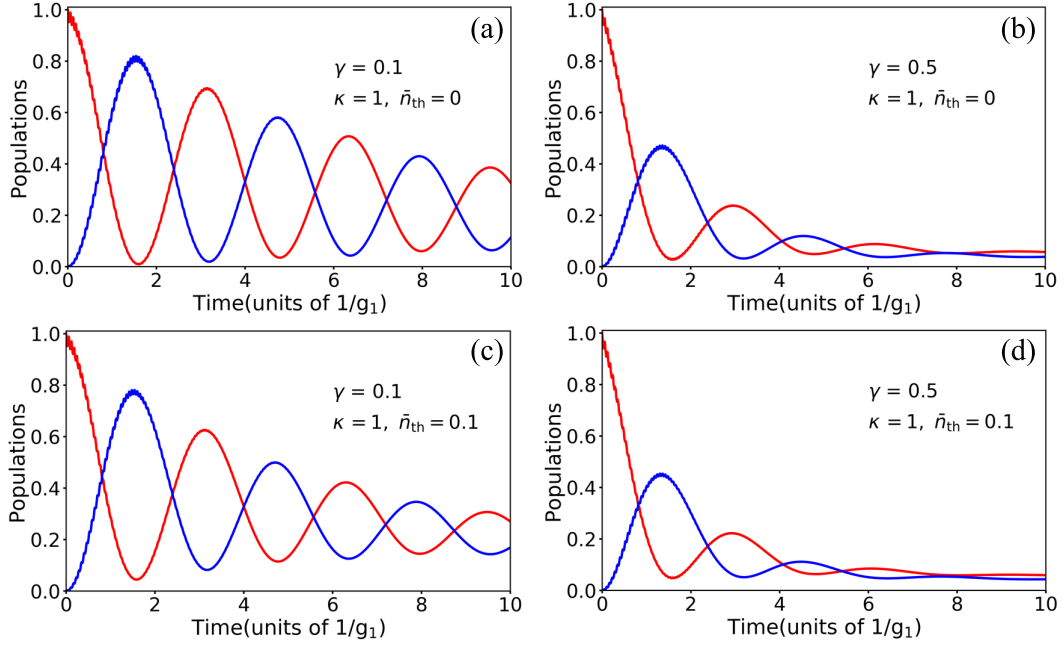 (a)
γ = 0.1
κ = 1, n̄th = 0
Populations
1.0
0.8
0.6
0.4
0.2
0.0
0 2 4 6 8 10
Time(units of 1/g₁)
(b)
γ = 0.5
κ = 1, n̄th = 0
Populations
1.0
0.8
0.6
0.4
0.2
0.0
0 2 4 6 8 10
Time(units of 1/g₁)
(c)
γ = 0.1
κ = 1, n̄th = 0.1
Populations
1.0
0.8
0.6
0.4
0.2
0.0
0 2 4 6 8 10
Time(units of 1/g₁)
(d)
γ = 0.5
κ = 1, n̄th = 0.1
Populations
1.0
0.8
0.6
0.4
0.2
0.0
0 2 4 6 8 10
Time(units of 1/g₁)